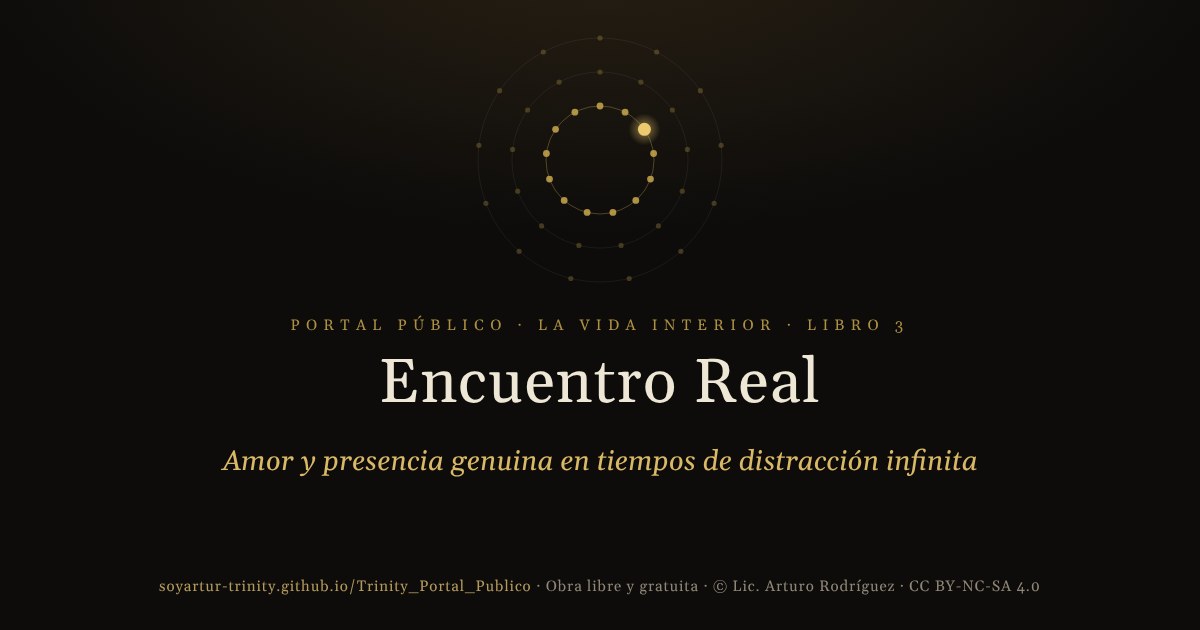 PORTAL PÚBLICO · LA VIDA INTERIOR · LIBRO 3
Encuentro Real
Amor y presencia genuina en tiempos de distracción infinita
soyartur-trinity.github.io/Trinity_Portal_Publico · Obra libre y gratuita · © Lic. Arturo Rodríguez · CC BY-NC-SA 4.0